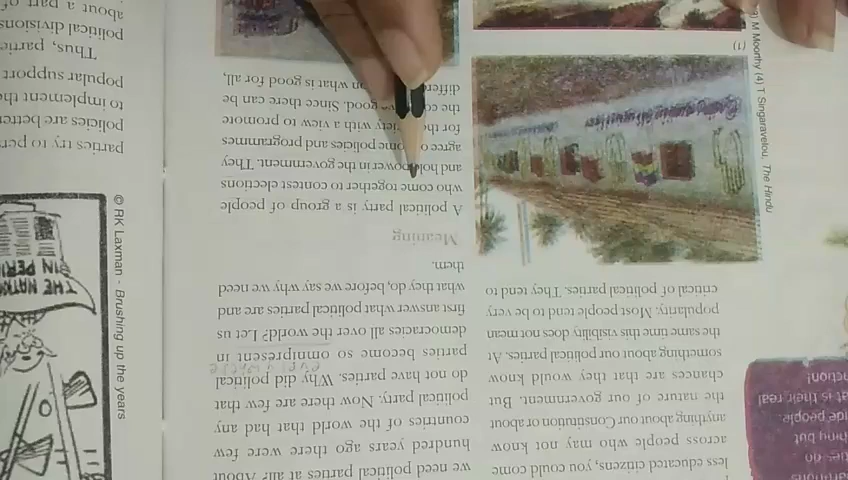 less educated citizens, you could come
across people who may not know
anything about our Constitution or about
the nature of our government. But
chances are that they would know
something about our political parties. At
the same time this visibility does not mean
popularity. Most people tend to be very
critical of political parties. They tend to
(1)
M Moorthy (4) T Singaravelou, The Hindu
we need political parties at all? About
hundred years ago there were few
countries of the world that had any
political party. Now there are few that
do not have parties. Why did political
parties become so omnipresent in
democracies all over the world? Let us
first answer what political parties are and
what they do, before we say why we need
them.
Meaning
A political party is a group of people
who come together to contest elections
and hold power in the government. They
agree on some policies and programmes
for the society with a view to promote
the good. Since there can be
on what is good for all,
parties try to
policies are better
to implement
popular support
Thus, parties
political divisions
about a part of
© RK Laxman - Brushing up the years
THE
IN
nction!